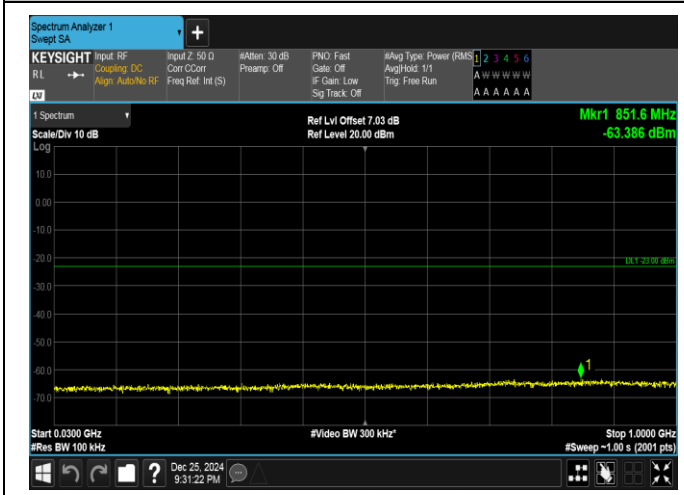 Spectrum Analyzer 1
Swept SA
+
KEYSIGHT
RL
LXI
Input: RF
Coupling: DC
Align: Auto/No RF
Input Z: 50 Ω
Corr CCorr
Freq Ref: Int (S)
#Atten: 30 dB
Preamp: Off
PNO: Fast
Gate: Off
IF Gain: Low
Sig Track: Off
#Avg Type: Power (RMS
Avg|Hold: 1/1
Trig: Free Run
1 2 3 4 5 6
A W W W W W
A A A A A A
1 Spectrum
Scale/Div 10 dB
Log
Ref Lvl Offset 7.03 dB
Ref Level 20.00 dBm
Mkr1 851.6 MHz
-63.386 dBm
10.0
0.00
-10.0
-20.0
DL1 -23.00 dBm
-30.0
-40.0
-50.0
-60.0
1
-70.0
Start 0.0300 GHz
#Res BW 100 kHz
#Video BW 300 kHz*
Stop 1.0000 GHz
#Sweep ~1.00 s (2001 pts)
?
Dec 25, 2024
9:31:22 PM